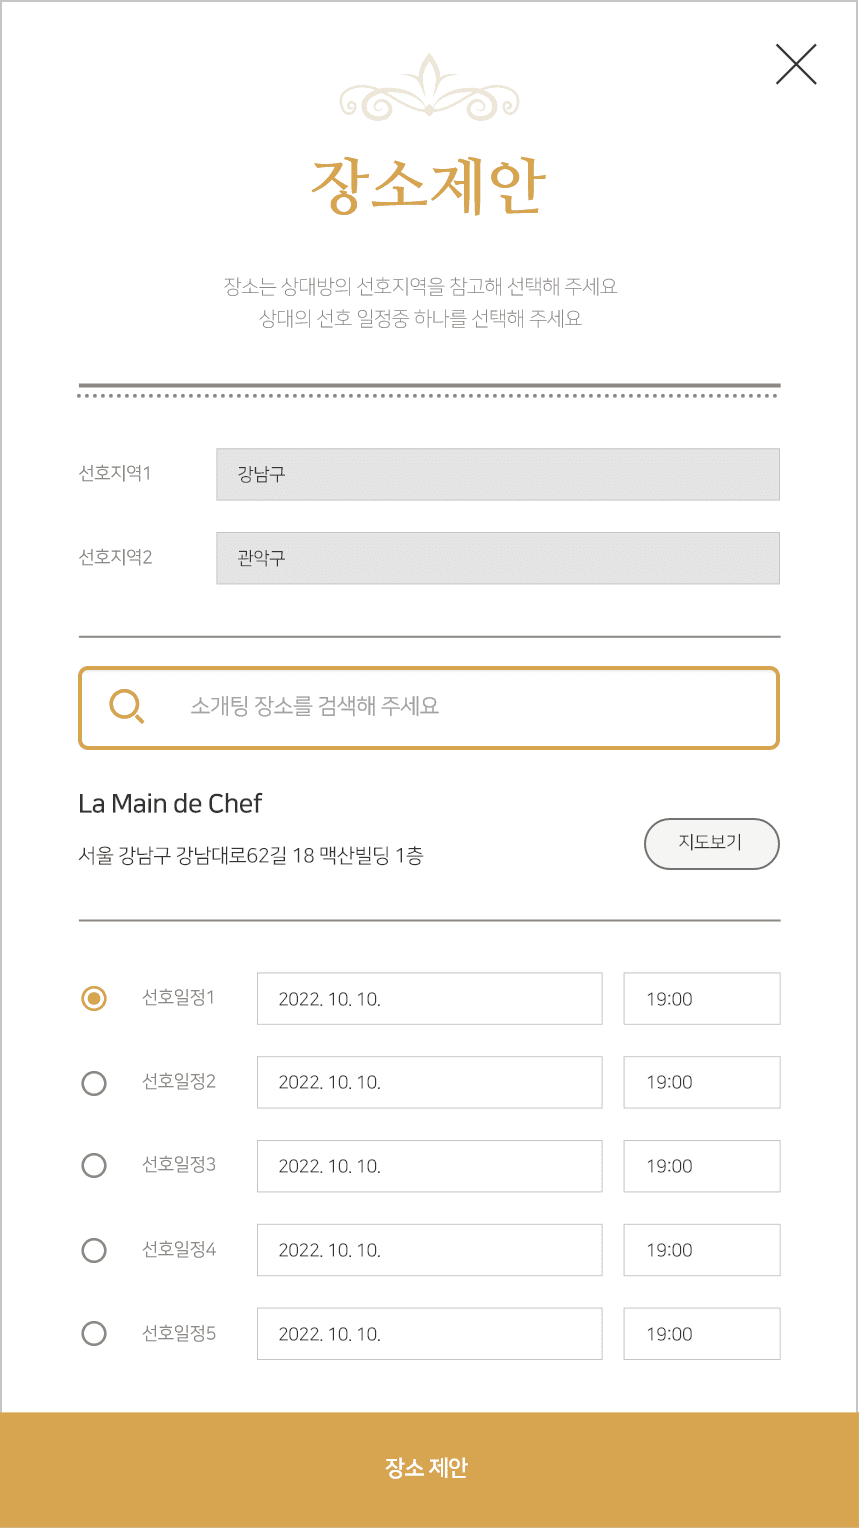 장소제안
장소는 상대방의 선호지역을 참고해 선택해 주세요
상대의 선호 일정중 하나를 선택해 주세요
선호지역1 강남구
선호지역2 관악구
소개팅 장소를 검색해 주세요
La Main de Chef
서울 강남구 강남대로62길 18 맥산빌딩 1층
지도보기
선호일정1 2022. 10. 10. 19:00
선호일정2 2022. 10. 10. 19:00
선호일정3 2022. 10. 10. 19:00
선호일정4 2022. 10. 10. 19:00
선호일정5 2022. 10. 10. 19:00
장소 제안